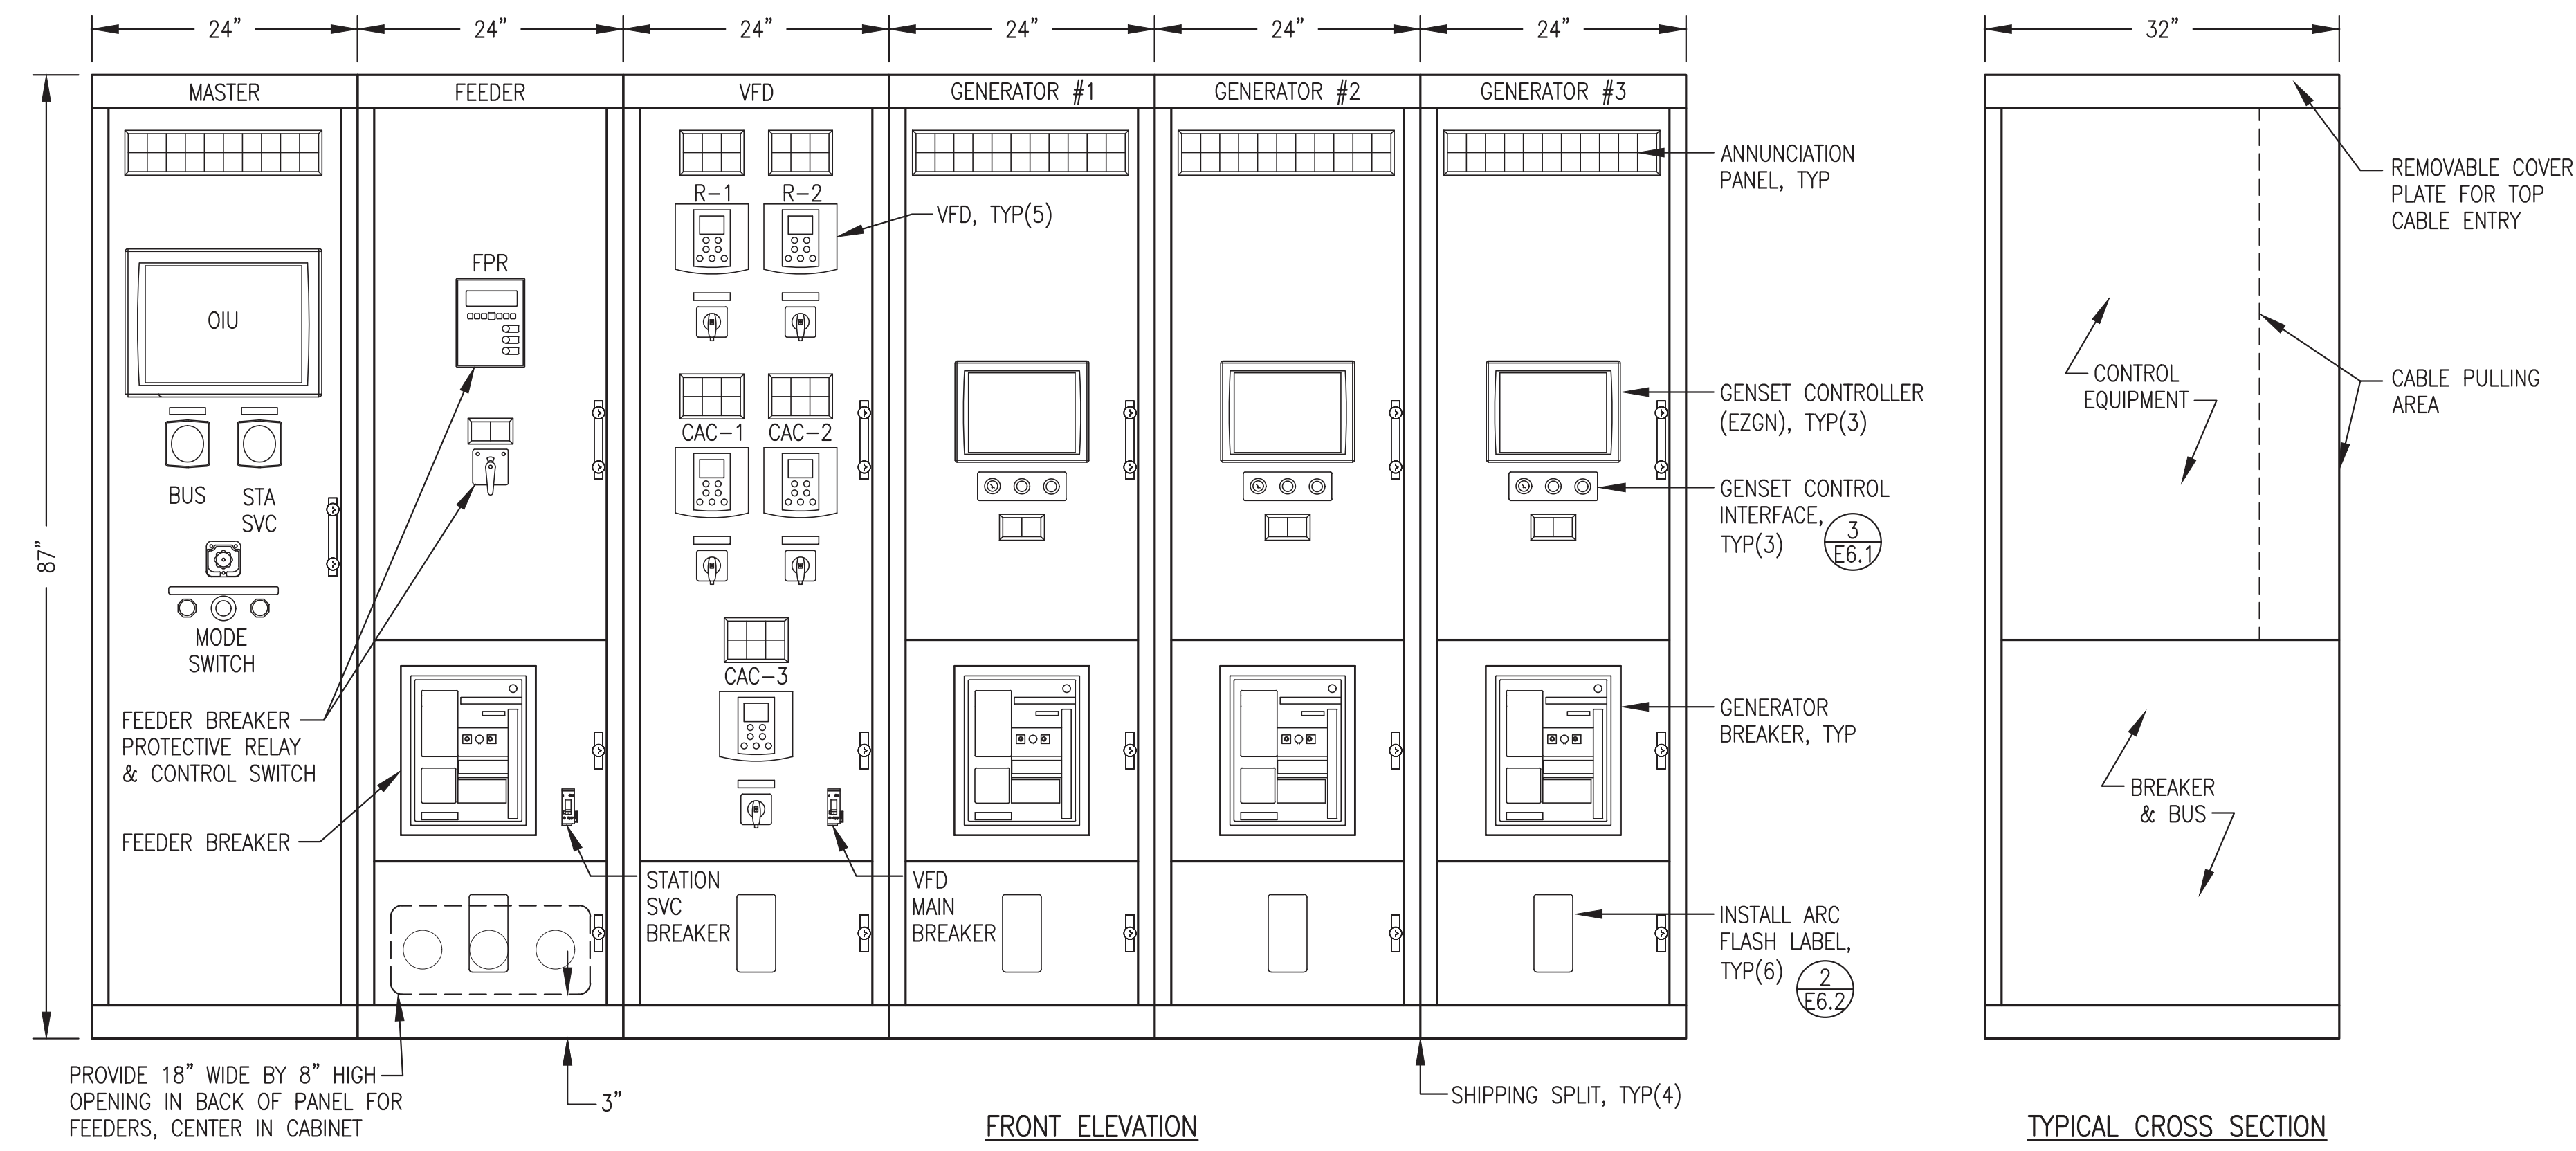 24” 24” 24” 24” 24” 24” 32”
MASTER FEEDER VFD GENERATOR #1 GENERATOR #2 GENERATOR #3
ANNUNCIATION
PANEL, TYP
REMOVABLE COVER
PLATE FOR TOP
CABLE ENTRY
R-1 R-2
VFD, TYP(5)
FPR
OIU
CONTROL
EQUIPMENT
CABLE PULLING
AREA
GENSET CONTROLLER
(EZGN), TYP(3)
CAC-1 CAC-2
BUS
STA
SVC
GENSET CONTROL
INTERFACE,
TYP(3)
3
E6.1
87”
MODE
SWITCH
CAC-3
FEEDER BREAKER
PROTECTIVE RELAY
& CONTROL SWITCH
GENERATOR
BREAKER, TYP
BREAKER
& BUS
FEEDER BREAKER
STATION
SVC
BREAKER
VFD
MAIN
BREAKER
INSTALL ARC
FLASH LABEL,
TYP(6)
2
E6.2
PROVIDE 18” WIDE BY 8” HIGH
OPENING IN BACK OF PANEL FOR
FEEDERS, CENTER IN CABINET
3”
SHIPPING SPLIT, TYP(4)
FRONT ELEVATION
TYPICAL CROSS SECTION